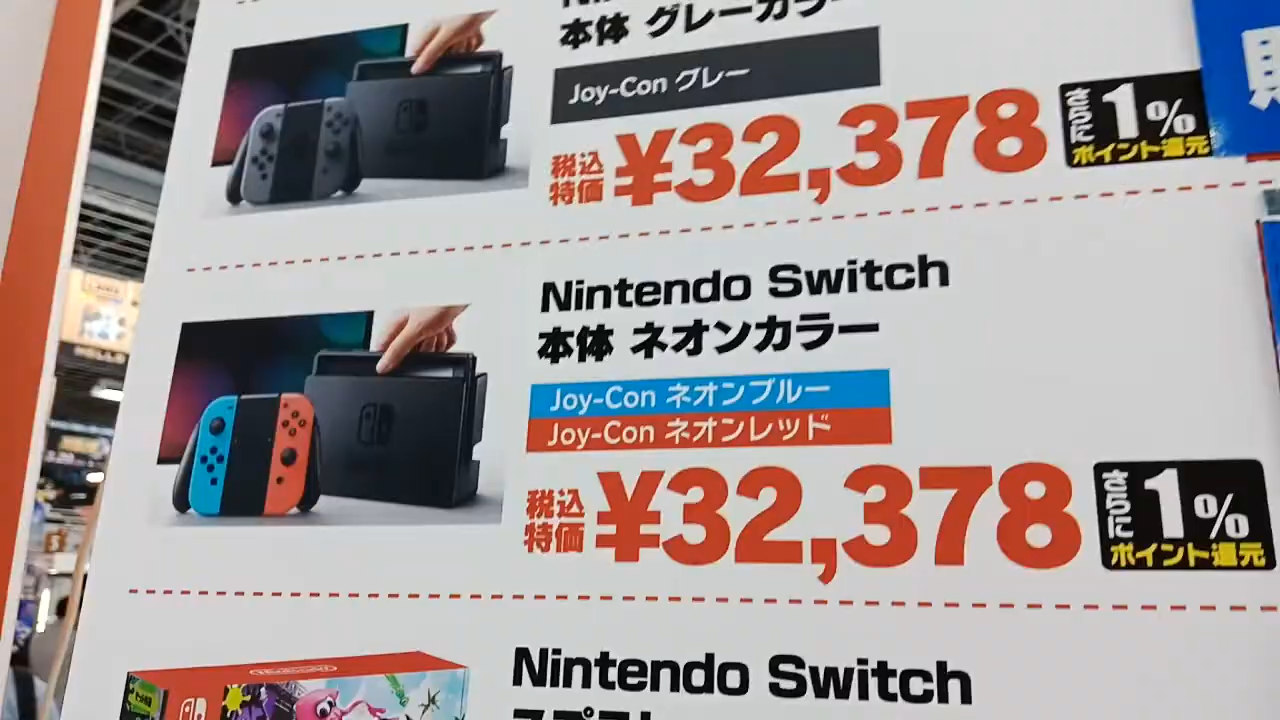 本体 グレーカラー
Joy-Con グレー
税込
特価
¥32,378
さらに
1%
ポイント還元
Nintendo Switch
本体 ネオンカラー
Joy-Con ネオンブルー
Joy-Con ネオンレッド
税込
特価
¥32,378
さらに
1%
ポイント還元
Nintendo Switch